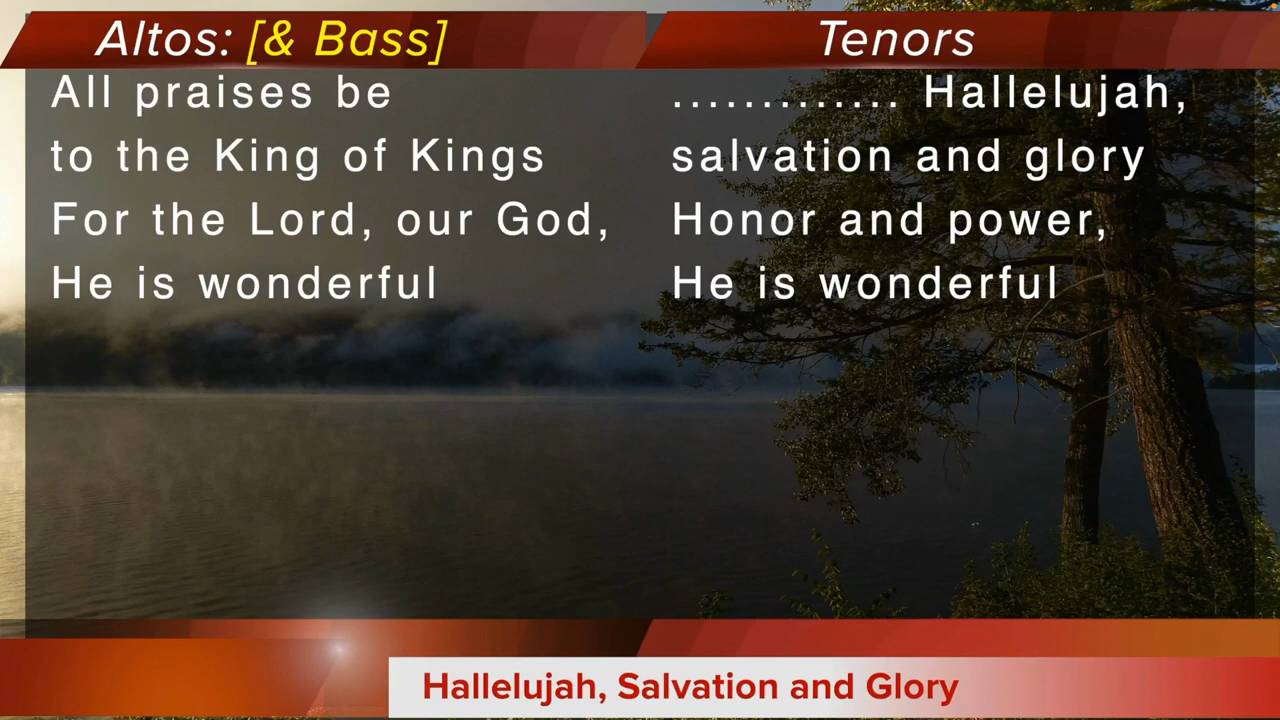 Altos: [& Bass]
All praises be
to the King of Kings
For the Lord, our God,
He is wonderful
Tenors
............. Hallelujah,
salvation and glory
Honor and power,
He is wonderful
Hallelujah, Salvation and Glory